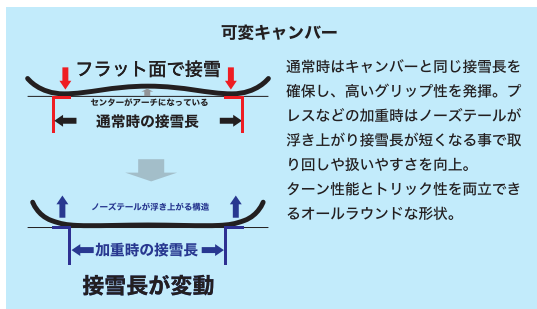 可変キャンバー
フラット面で接雪
センターがアーチになっている
通常時の接雪長
ノーズテールが浮き上がる構造
加重時の接雪長
接雪長が変動
通常時はキャンバーと同じ接雪長を
確保し、高いグリップ性を発揮。プ
レスなどの加重時はノーズテールが
浮き上がり接雪長が短くなる事で取
り回しや扱いやすさを向上。
ターン性能とトリック性を両立でき
るオールラウンドな形状。